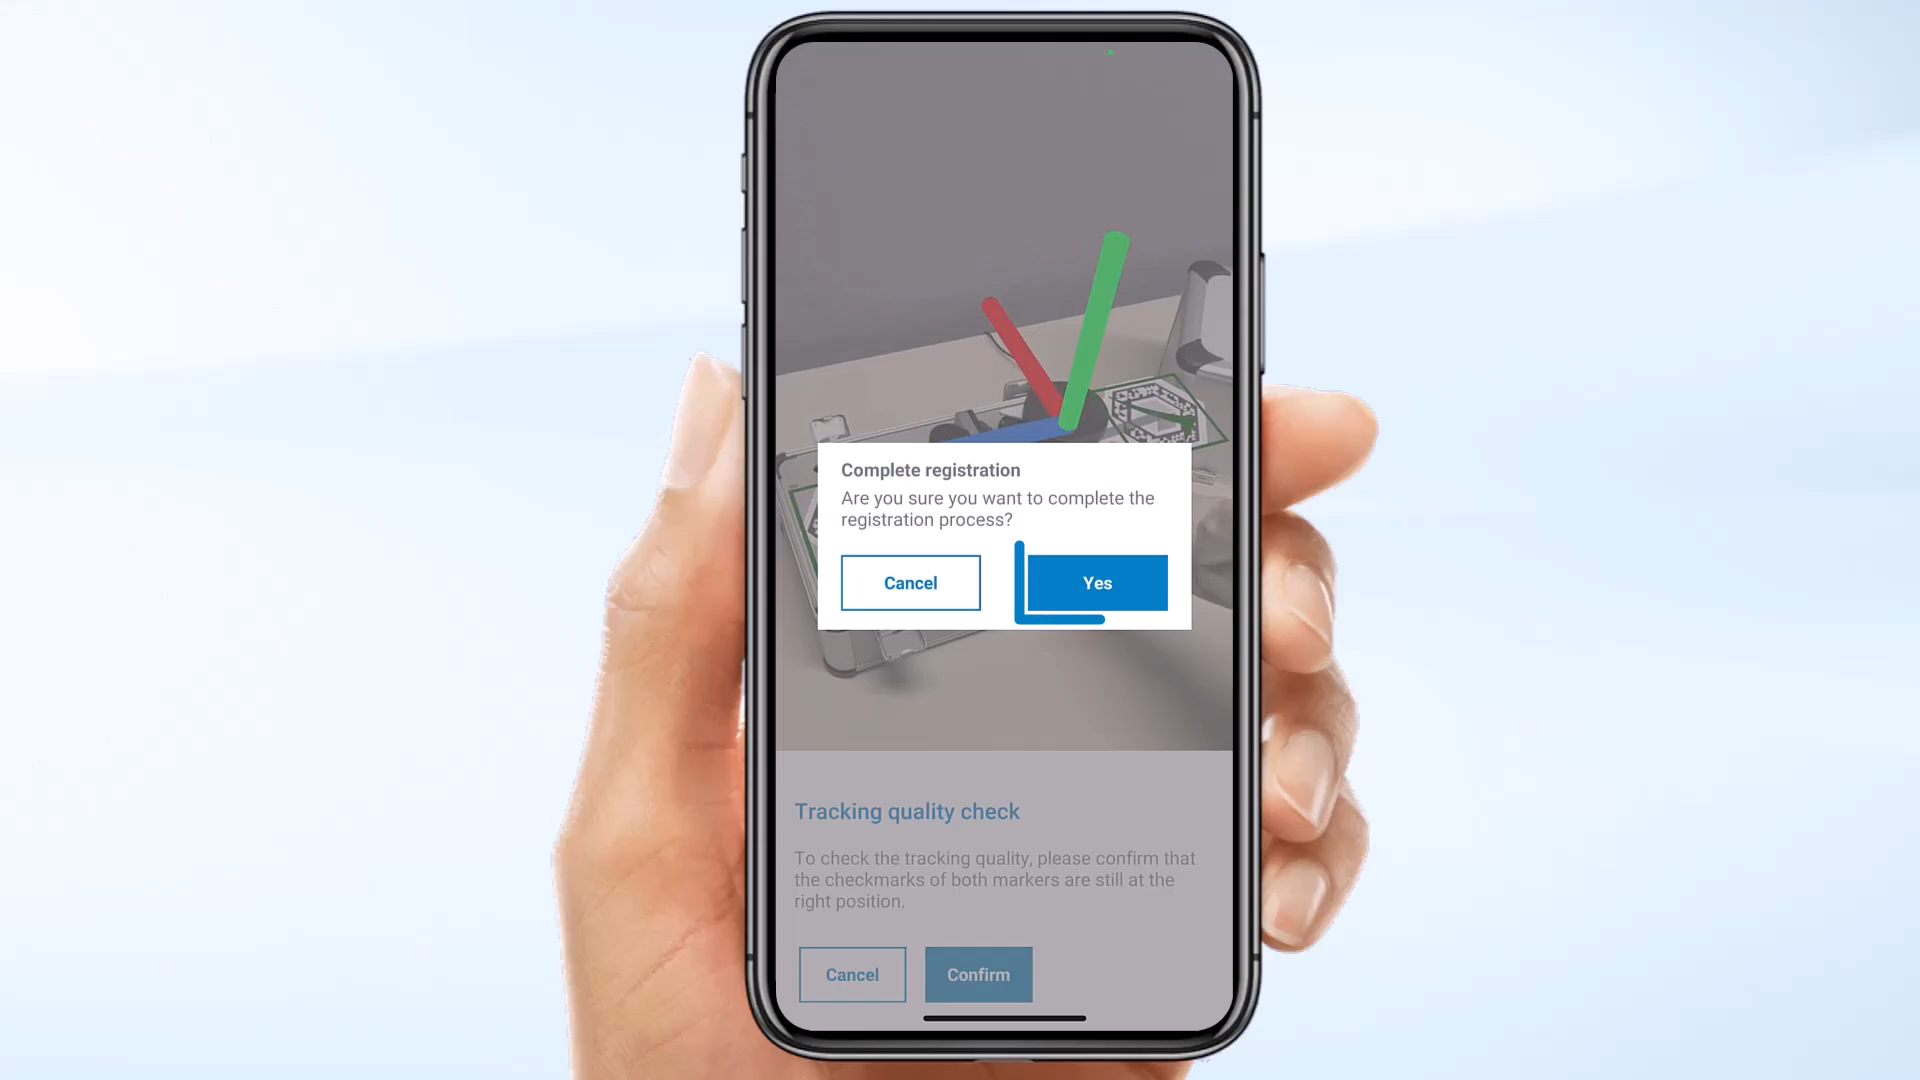 Complete registration
Are you sure you want to complete the
registration process?
Cancel
Yes
Tracking quality check
To check the tracking quality, please confirm that
the checkmarks of both markers are still at the
right position.
Cancel
Confirm